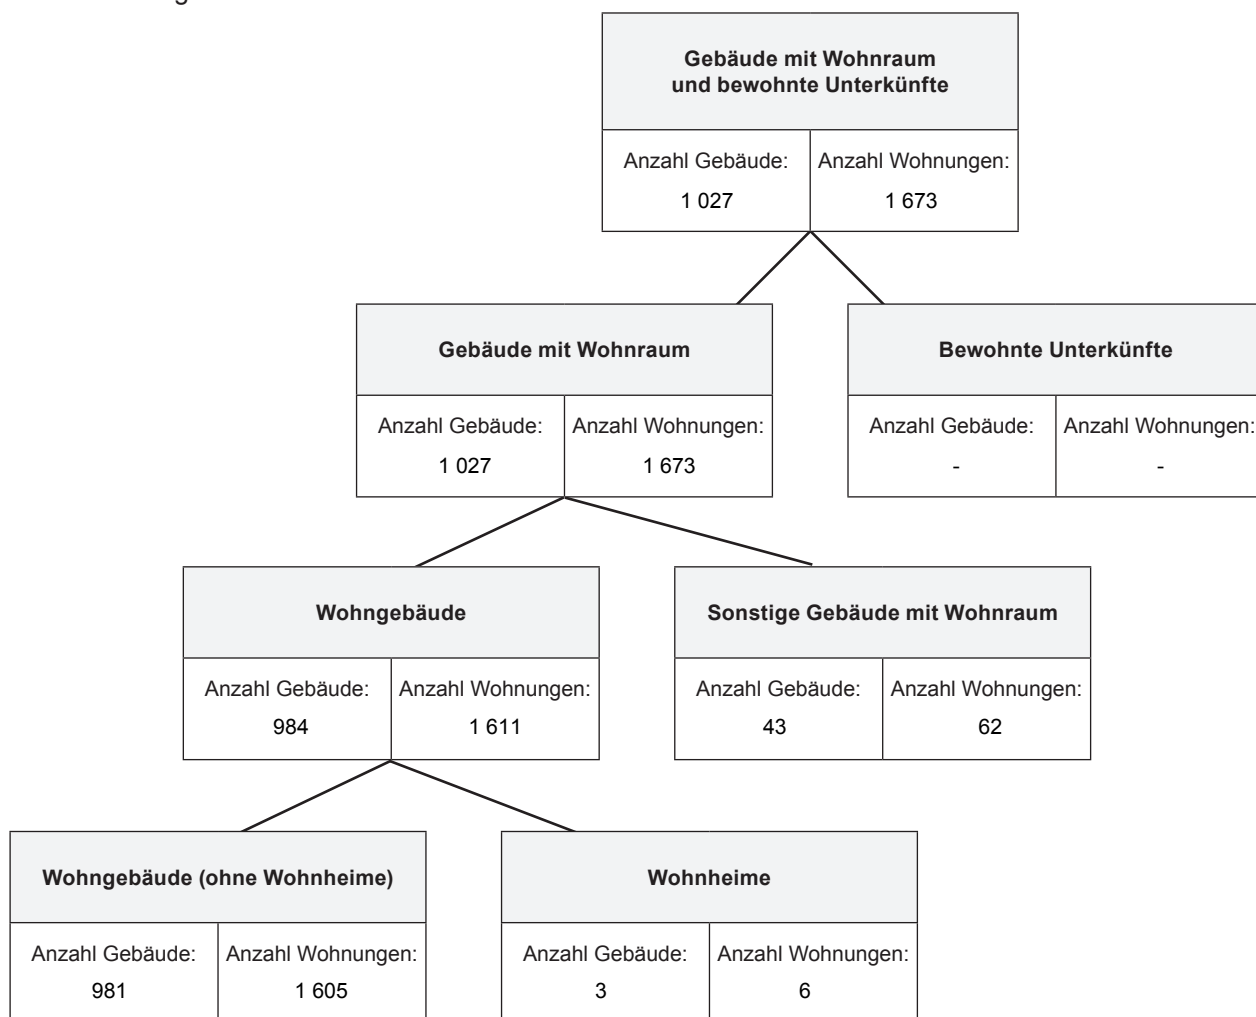 Gebäude mit Wohnraum
und bewohnte Unterkünfte
Anzahl Gebäude: Anzahl Wohnungen:
1 027 1 673
Gebäude mit Wohnraum Bewohnte Unterkünfte
Anzahl Gebäude: Anzahl Wohnungen: Anzahl Gebäude: Anzahl Wohnungen:
1 027 1 673 - -
Wohngebäude Sonstige Gebäude mit Wohnraum
Anzahl Gebäude: Anzahl Wohnungen: Anzahl Gebäude: Anzahl Wohnungen:
984 1 611 43 62
Wohngebäude (ohne Wohnheime) Wohnheime
Anzahl Gebäude: Anzahl Wohnungen: Anzahl Gebäude: Anzahl Wohnungen:
981 1 605 3 6